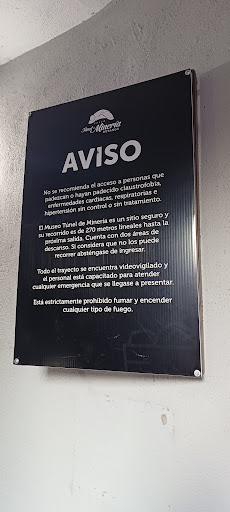 Túnel Minería
AVISO
No se recomienda el acceso a personas que
padezcan o hayan padecido claustrofobia,
enfermedades cardiacas, respiratorias e
hipertensión sin control o sin tratamiento.
El Museo Túnel de Minería es un sitio seguro y
su recorrido es de 270 metros lineales hasta la
próxima salida. Cuenta con dos áreas de
descanso. Si considera que no los puede
recorrer absténgase de ingresar.
Todo el trayecto se encuentra videovigilado y
el personal está capacitado para atender
cualquier emergencia que se llegase a presentar.
Está estrictamente prohibido fumar y encender
cualquier tipo de fuego.